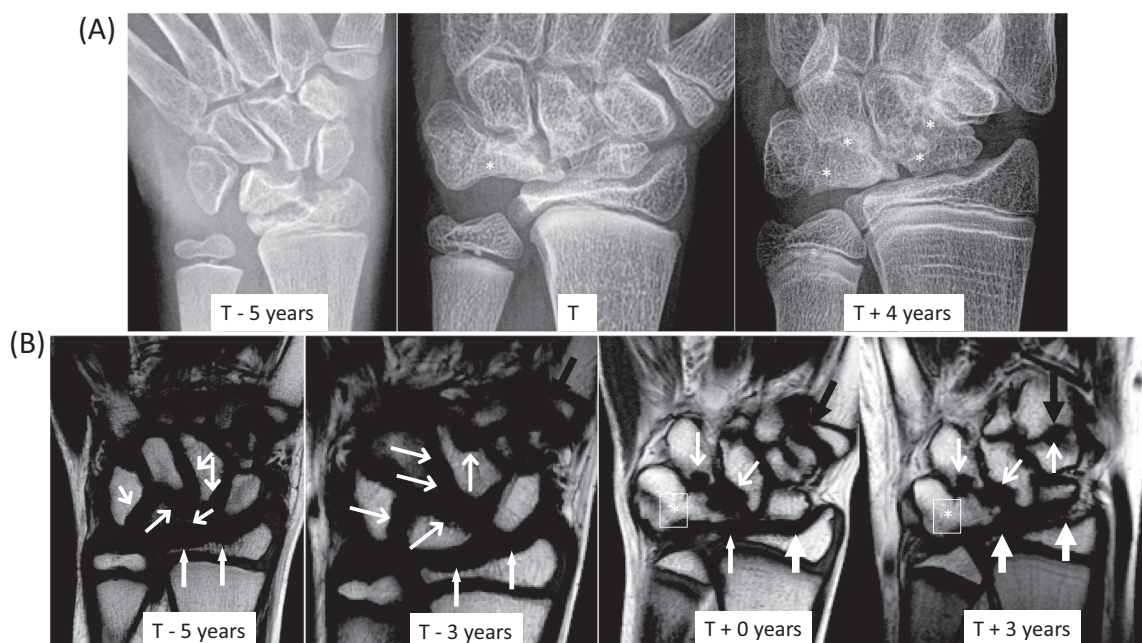 (A)
T - 5 years
T
T + 4 years
(B)
T - 5 years
T - 3 years
T + 0 years
T + 3 years